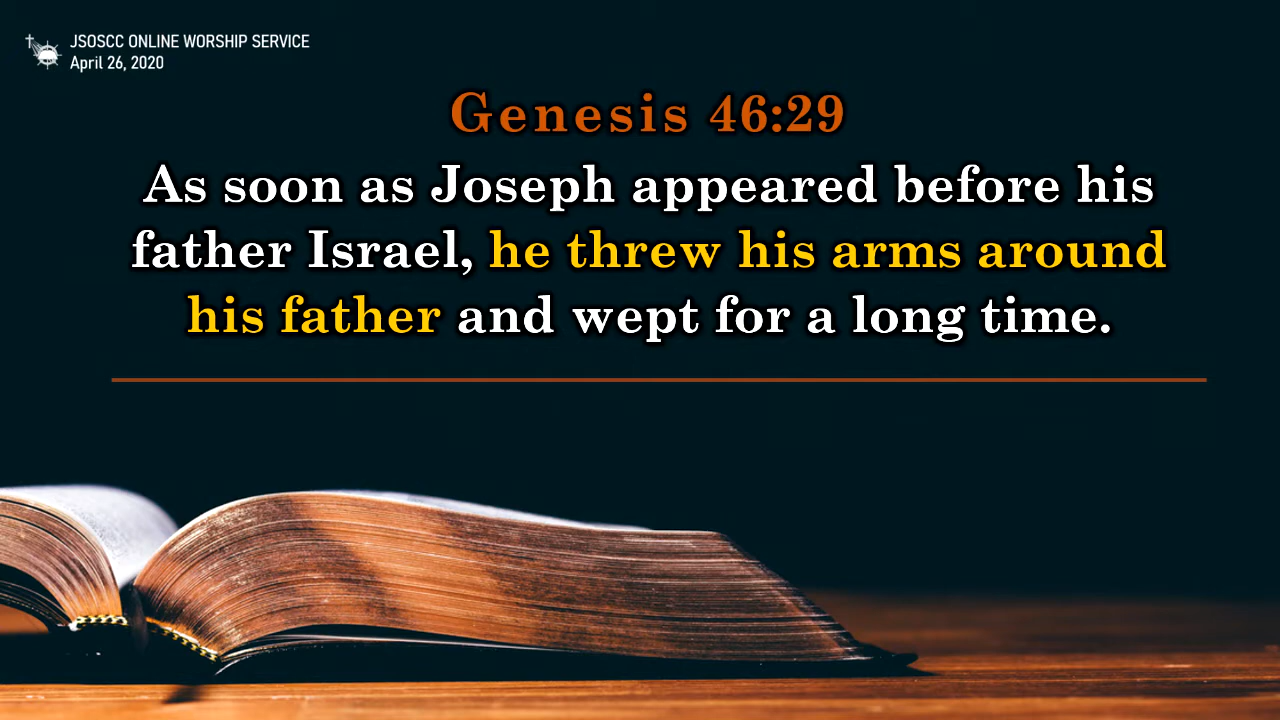 JSOSCC ONLINE WORSHIP SERVICE
April 26, 2020
Genesis 46:29
As soon as Joseph appeared before his
father Israel, he threw his arms around
his father and wept for a long time.